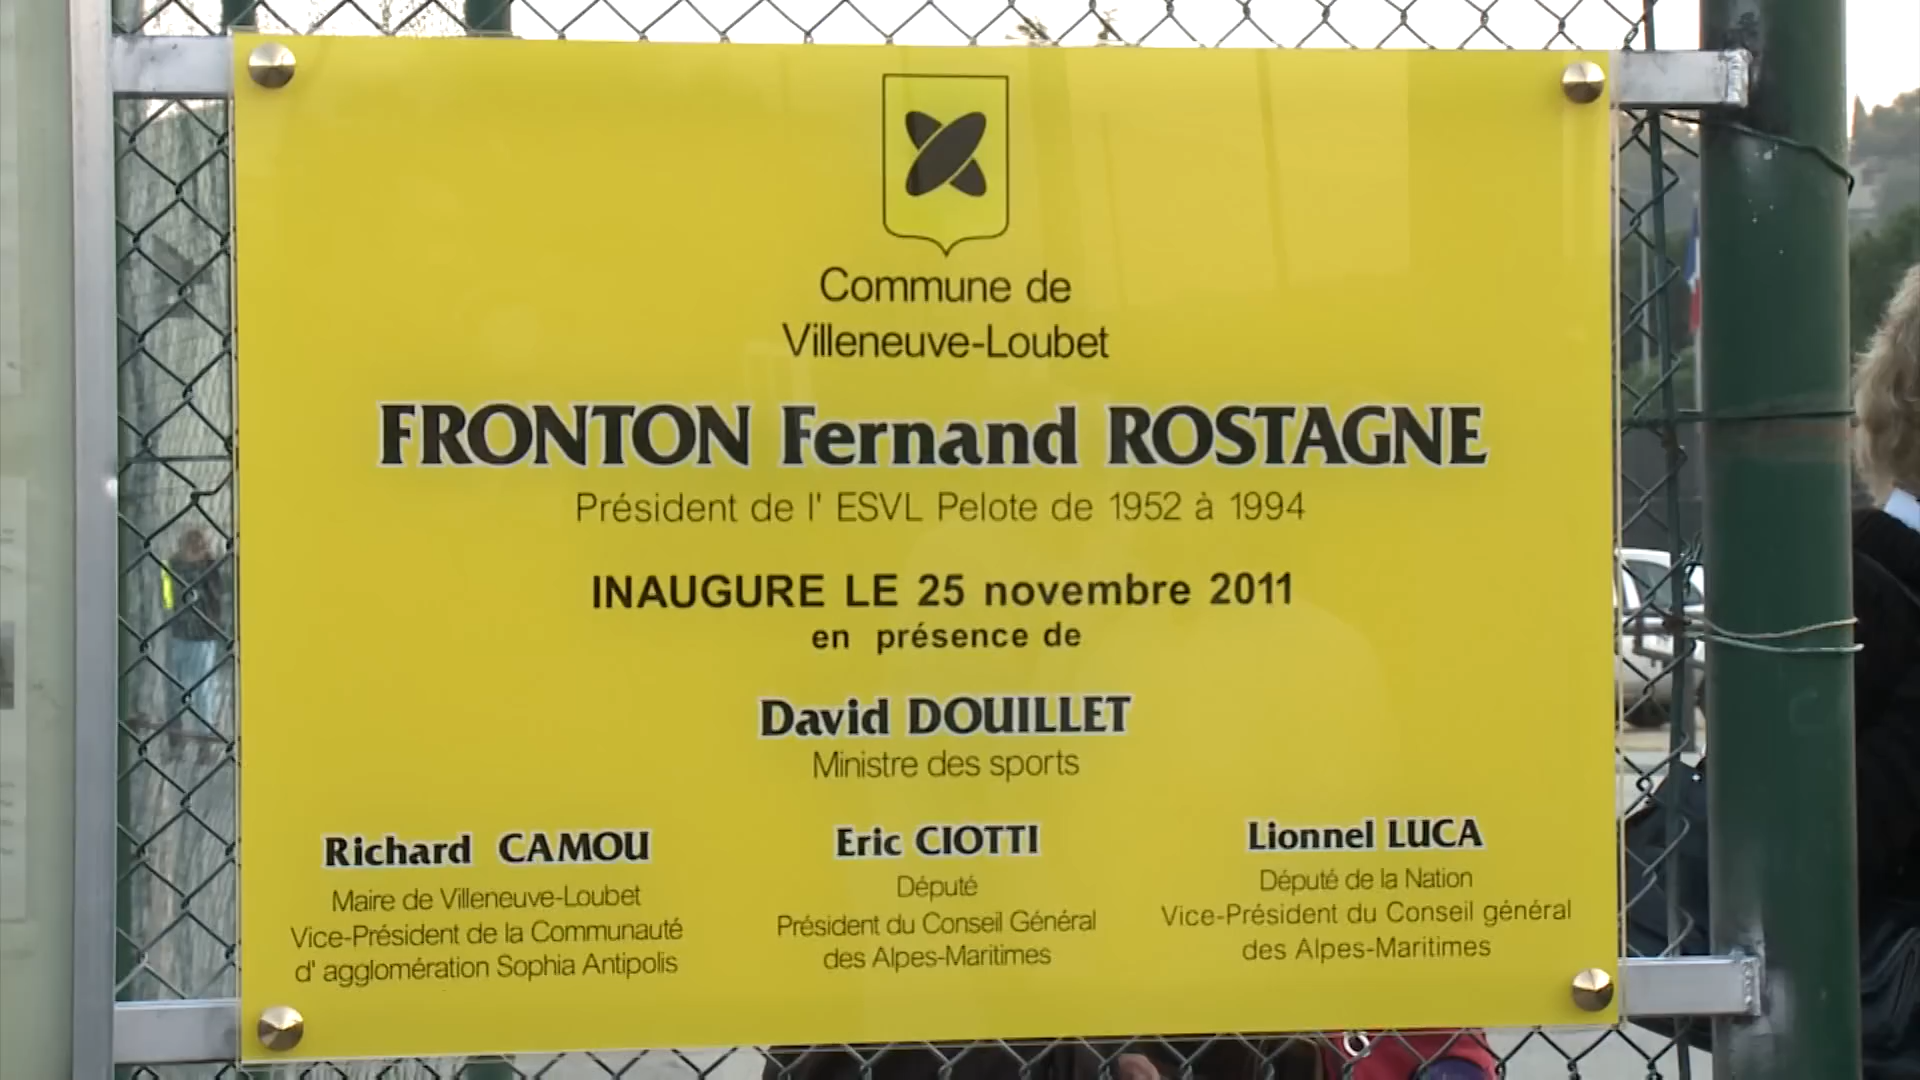 Commune de
Villeneuve-Loubet
FRONTON Fernand ROSTAGNE
Président de l' ESVL Pelote de 1952 à 1994
INAUGURE LE 25 novembre 2011
en présence de
David DOUILLET
Ministre des sports
Richard CAMOU
Maire de Villeneuve-Loubet
Vice-Président de la Communauté
d' agglomération Sophia Antipolis
Eric CIOTTI
Député
Président du Conseil Général
des Alpes-Maritimes
Lionnel LUCA
Député de la Nation
Vice-Président du Conseil général
des Alpes-Maritimes